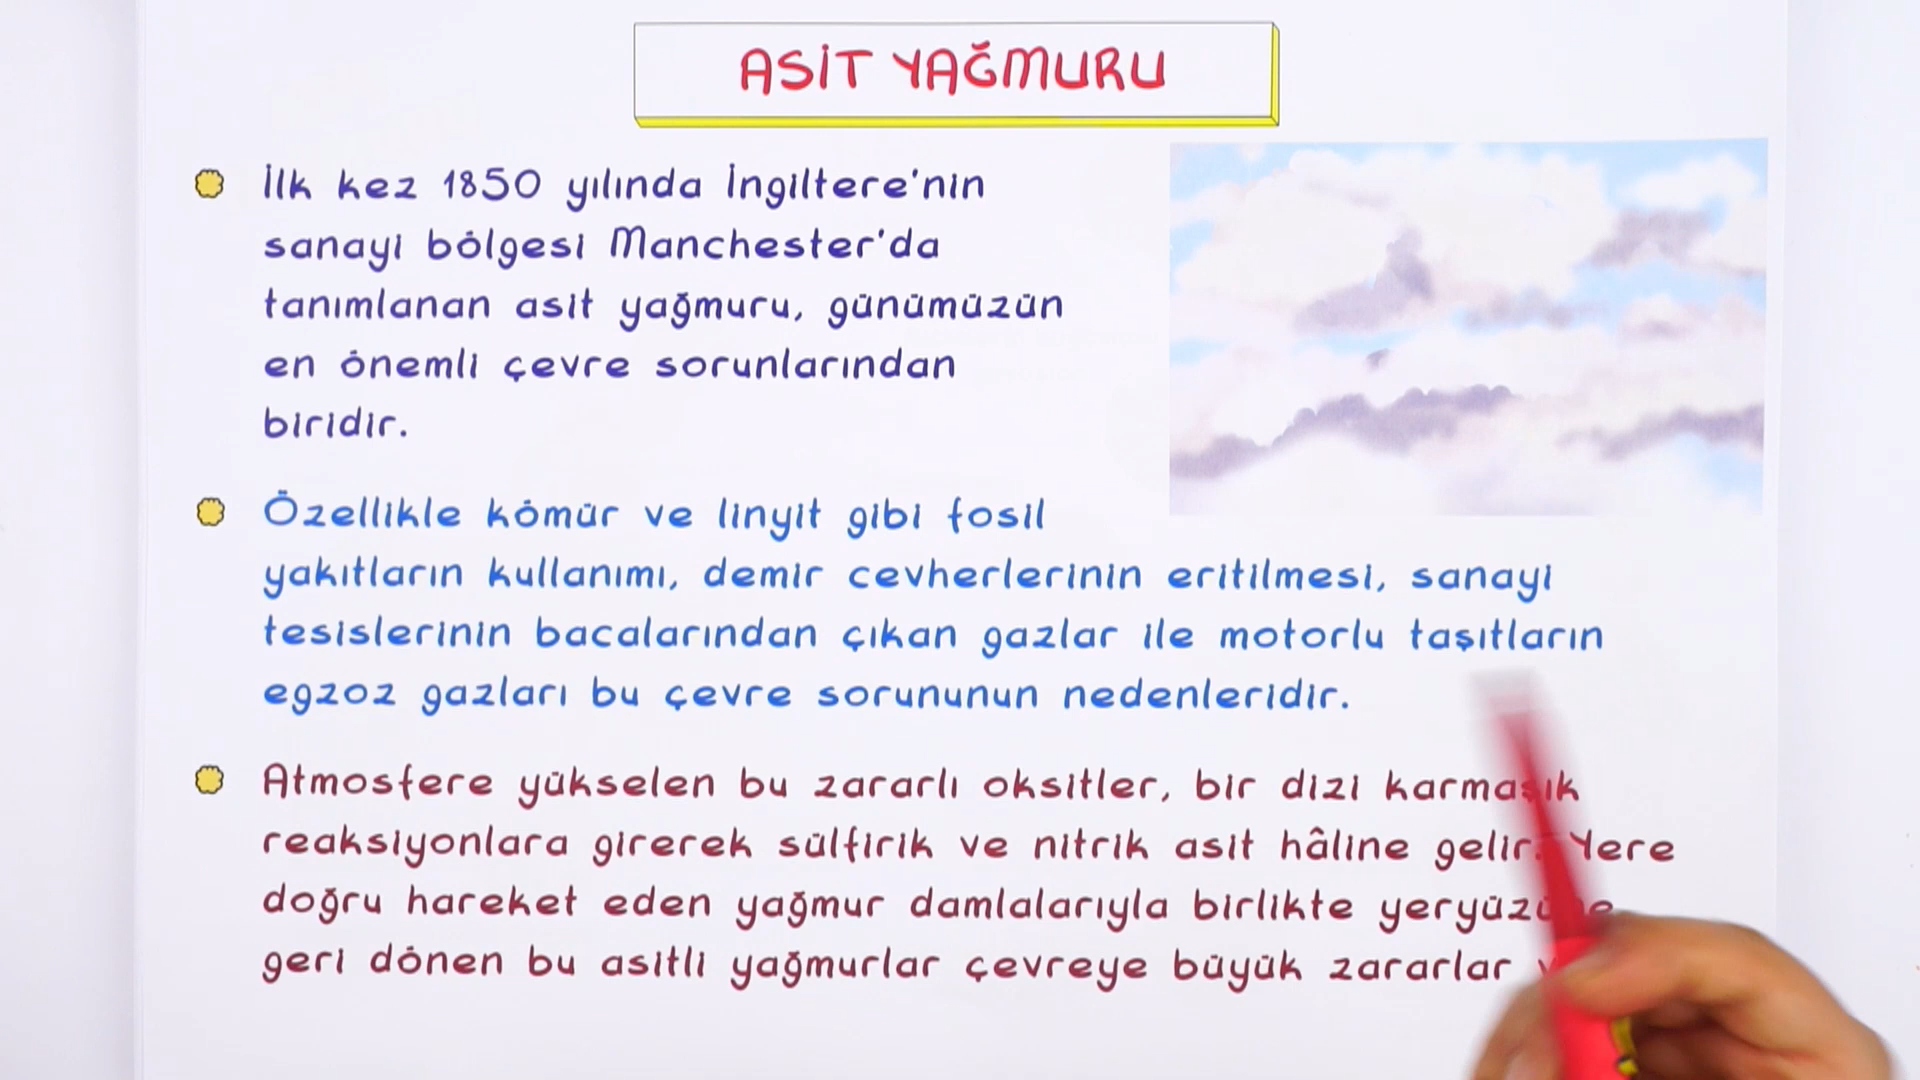 ASİT YAĞMURU
İlk kez 1850 yılında İngiltere'nin
sanayi bölgesi Manchester'da
tanımlanan asit yağmuru, günümüzün
en önemli çevre sorunlarından
biridir.
Özellikle kömür ve linyit gibi fosil
yakıtların kullanımı, demir cevherlerinin eritilmesi, sanayi
tesislerinin bacalarından çıkan gazlar ile motorlu taşıtların
egzoz gazları bu çevre sorununun nedenleridir.
Atmosfere yükselen bu zararlı oksitler, bir dizi karmaşık
reaksiyonlara girerek sülfirik ve nitrik asit hâline gelir. Yere
doğru hareket eden yağmur damlalarıyla birlikte yeryüzüne
geri dönen bu asitli yağmurlar çevreye büyük zararlar